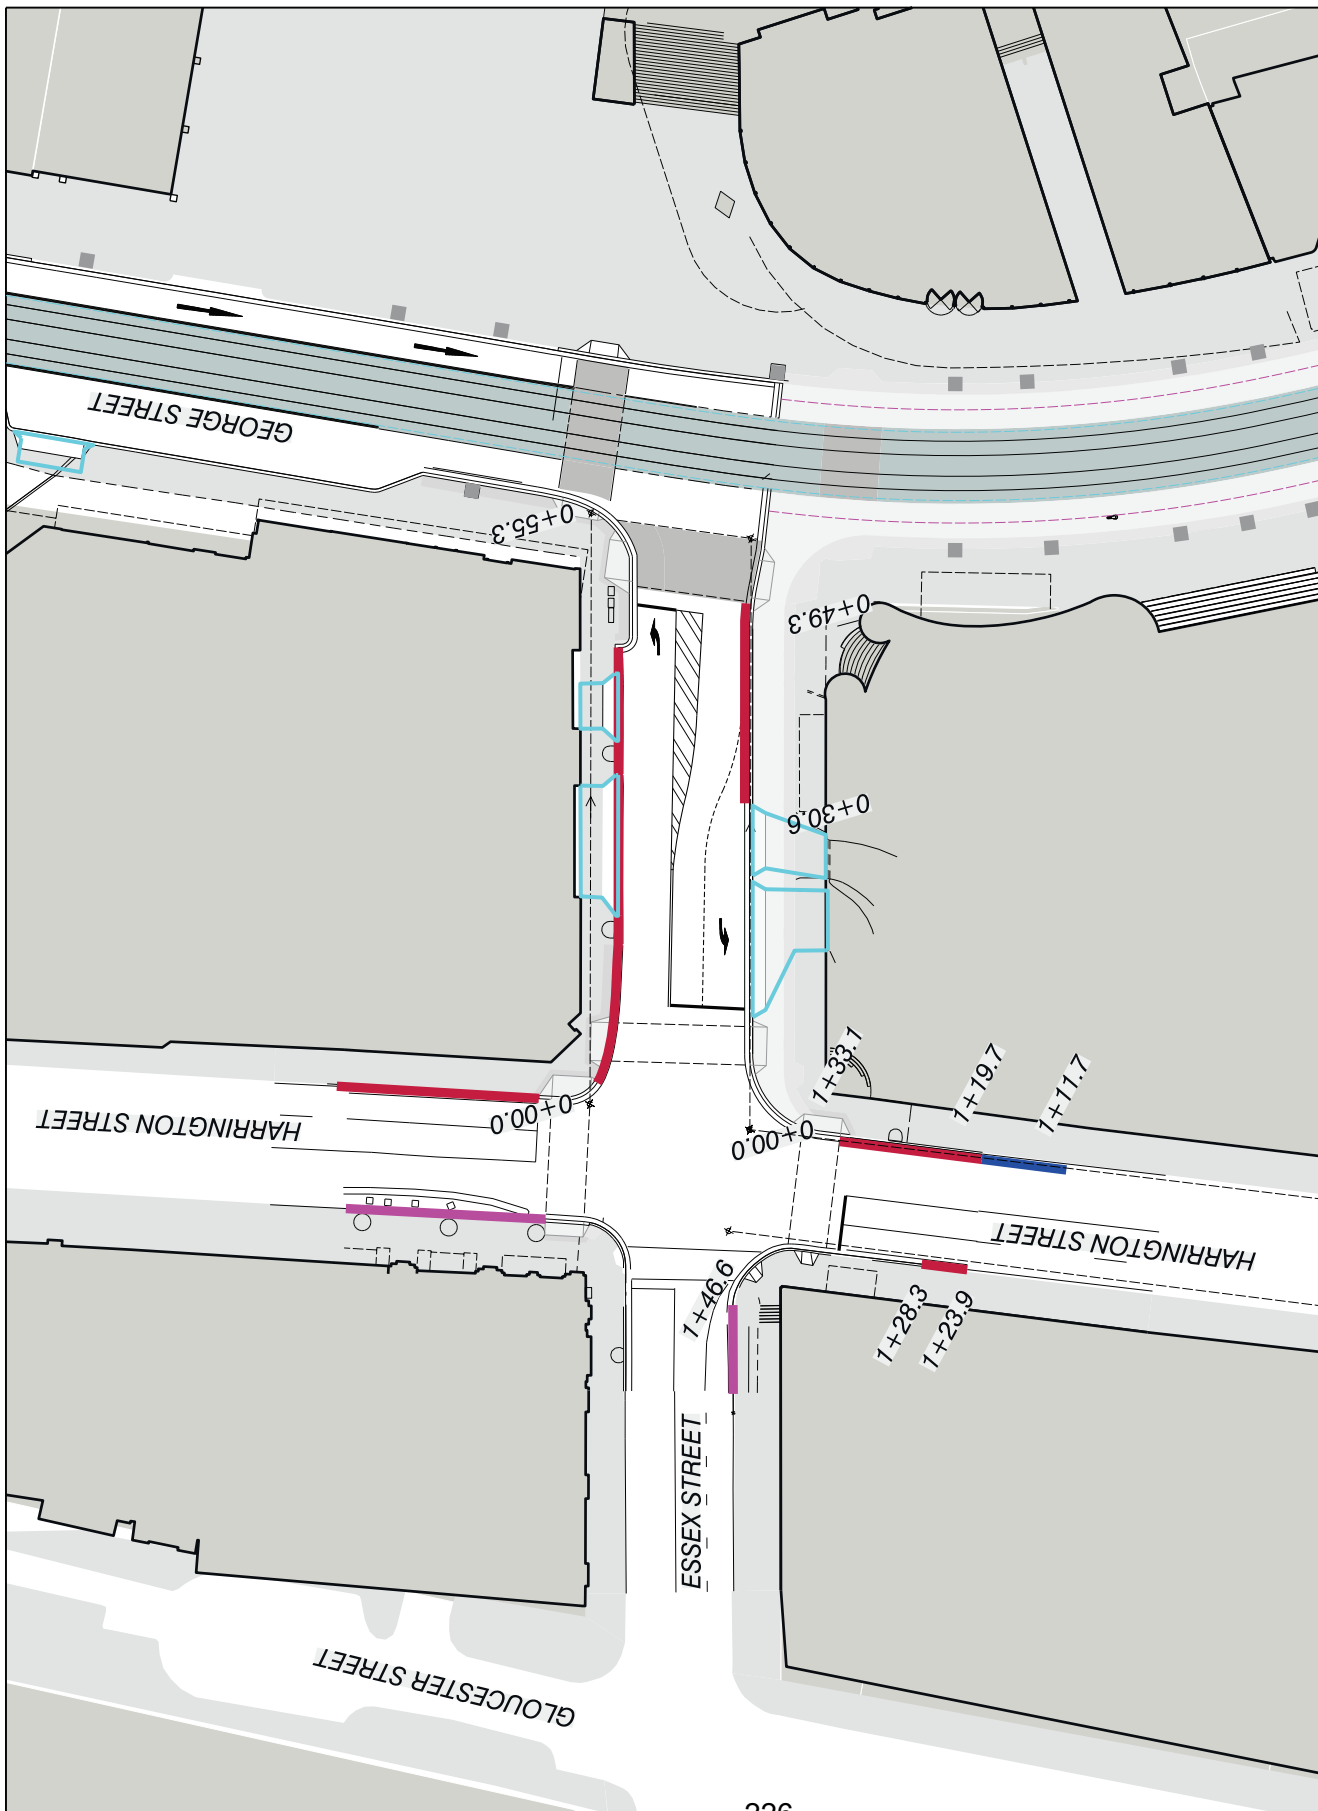 GEORGE STREET
0+55.3
0+49.3
0+30.6
HARRINGTON STREET
0+00.0
0+00.0
1+33.1
1+19.7
1+11.7
HARRINGTON STREET
1+46.6
1+28.3
1+23.9
ESSEX STREET
GLOUCESTER STREET